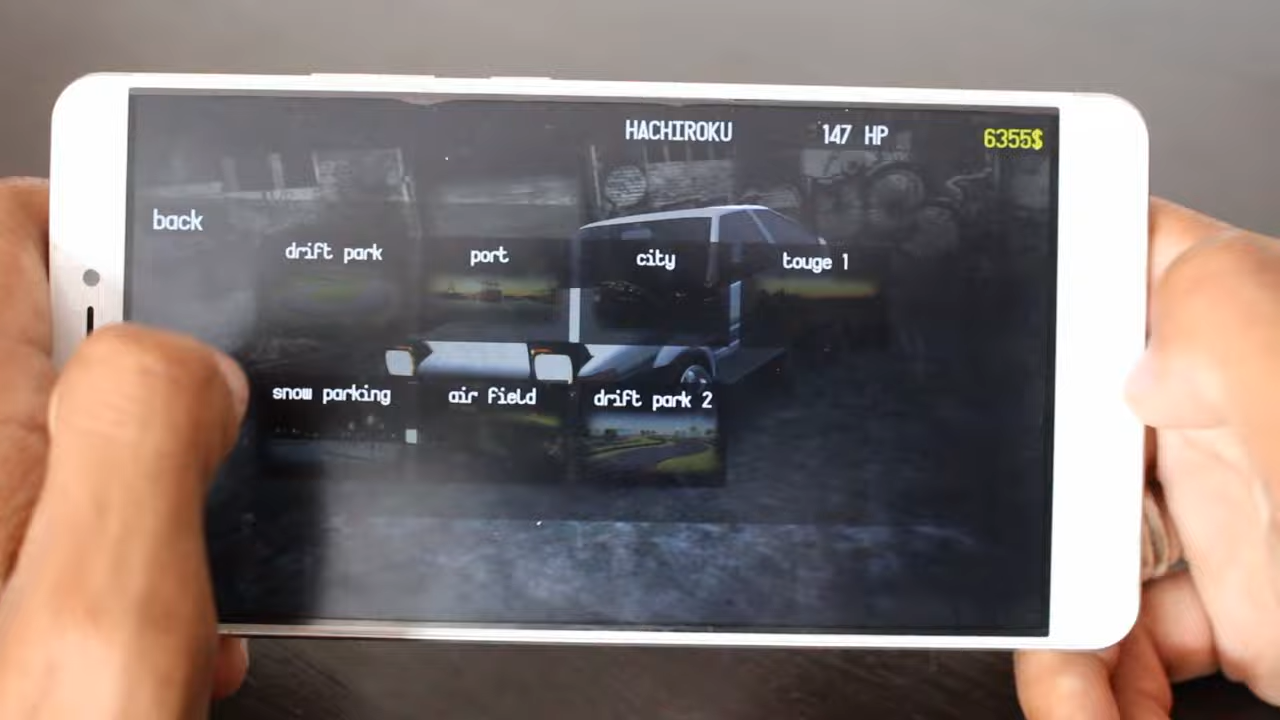 HACHIROKU 147 HP 6355$
back
drift park port city touge 1
snow parking air field drift park 2